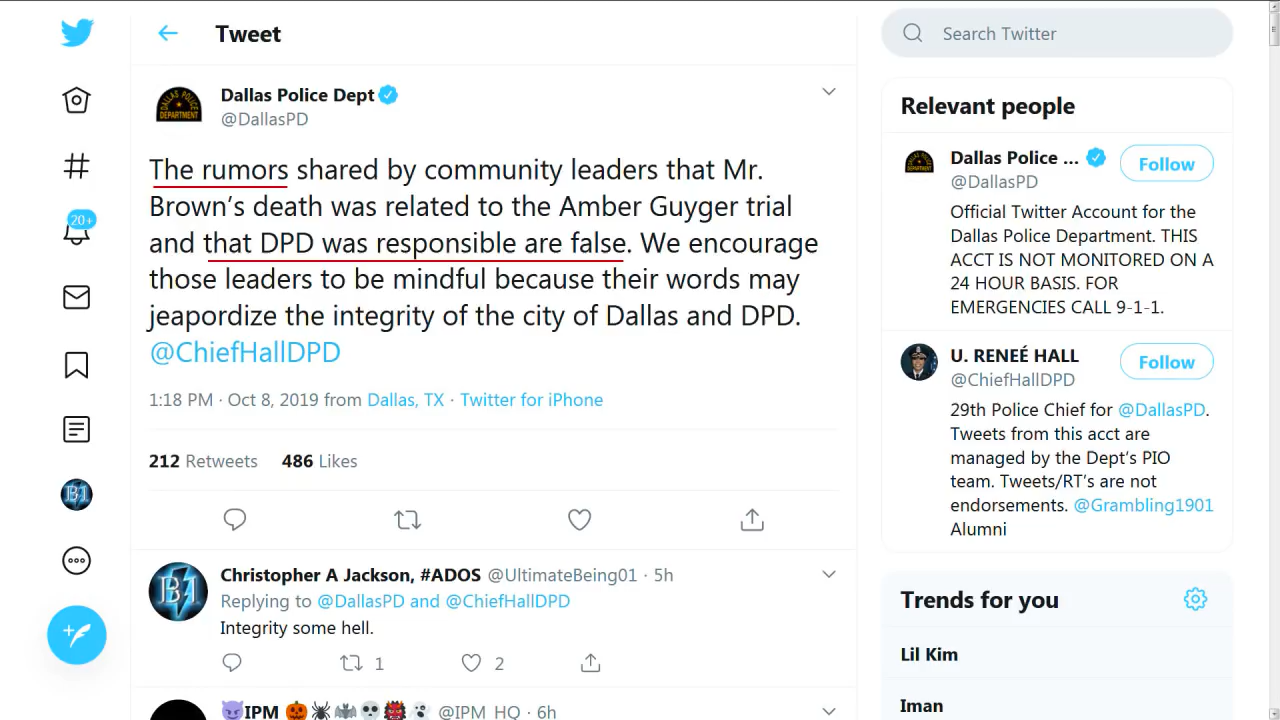 Tweet
Search Twitter
Dallas Police Dept
@DallasPD
The rumors shared by community leaders that Mr.
Brown's death was related to the Amber Guyger trial
and that DPD was responsible are false. We encourage
those leaders to be mindful because their words may
jeapordize the integrity of the city of Dallas and DPD.
@ChiefHallDPD
1:18 PM · Oct 8, 2019 from Dallas, TX · Twitter for iPhone
212 Retweets 486 Likes
Christopher A Jackson, #ADOS @UltimateBeing01 · 5h
Replying to @DallasPD and @ChiefHallDPD
Integrity some hell.
1 2
IPM @IPM_HQ · 6h
20+
Relevant people
Dallas Police ...
@DallasPD
Follow
Official Twitter Account for the
Dallas Police Department. THIS
ACCT IS NOT MONITORED ON A
24 HOUR BASIS. FOR
EMERGENCIES CALL 9-1-1.
U. RENEÉ HALL
@ChiefHallDPD
Follow
29th Police Chief for @DallasPD.
Tweets from this acct are
managed by the Dept's PIO
team. Tweets/RT's are not
endorsements. @Grambling1901
Alumni
Trends for you
Lil Kim
Iman